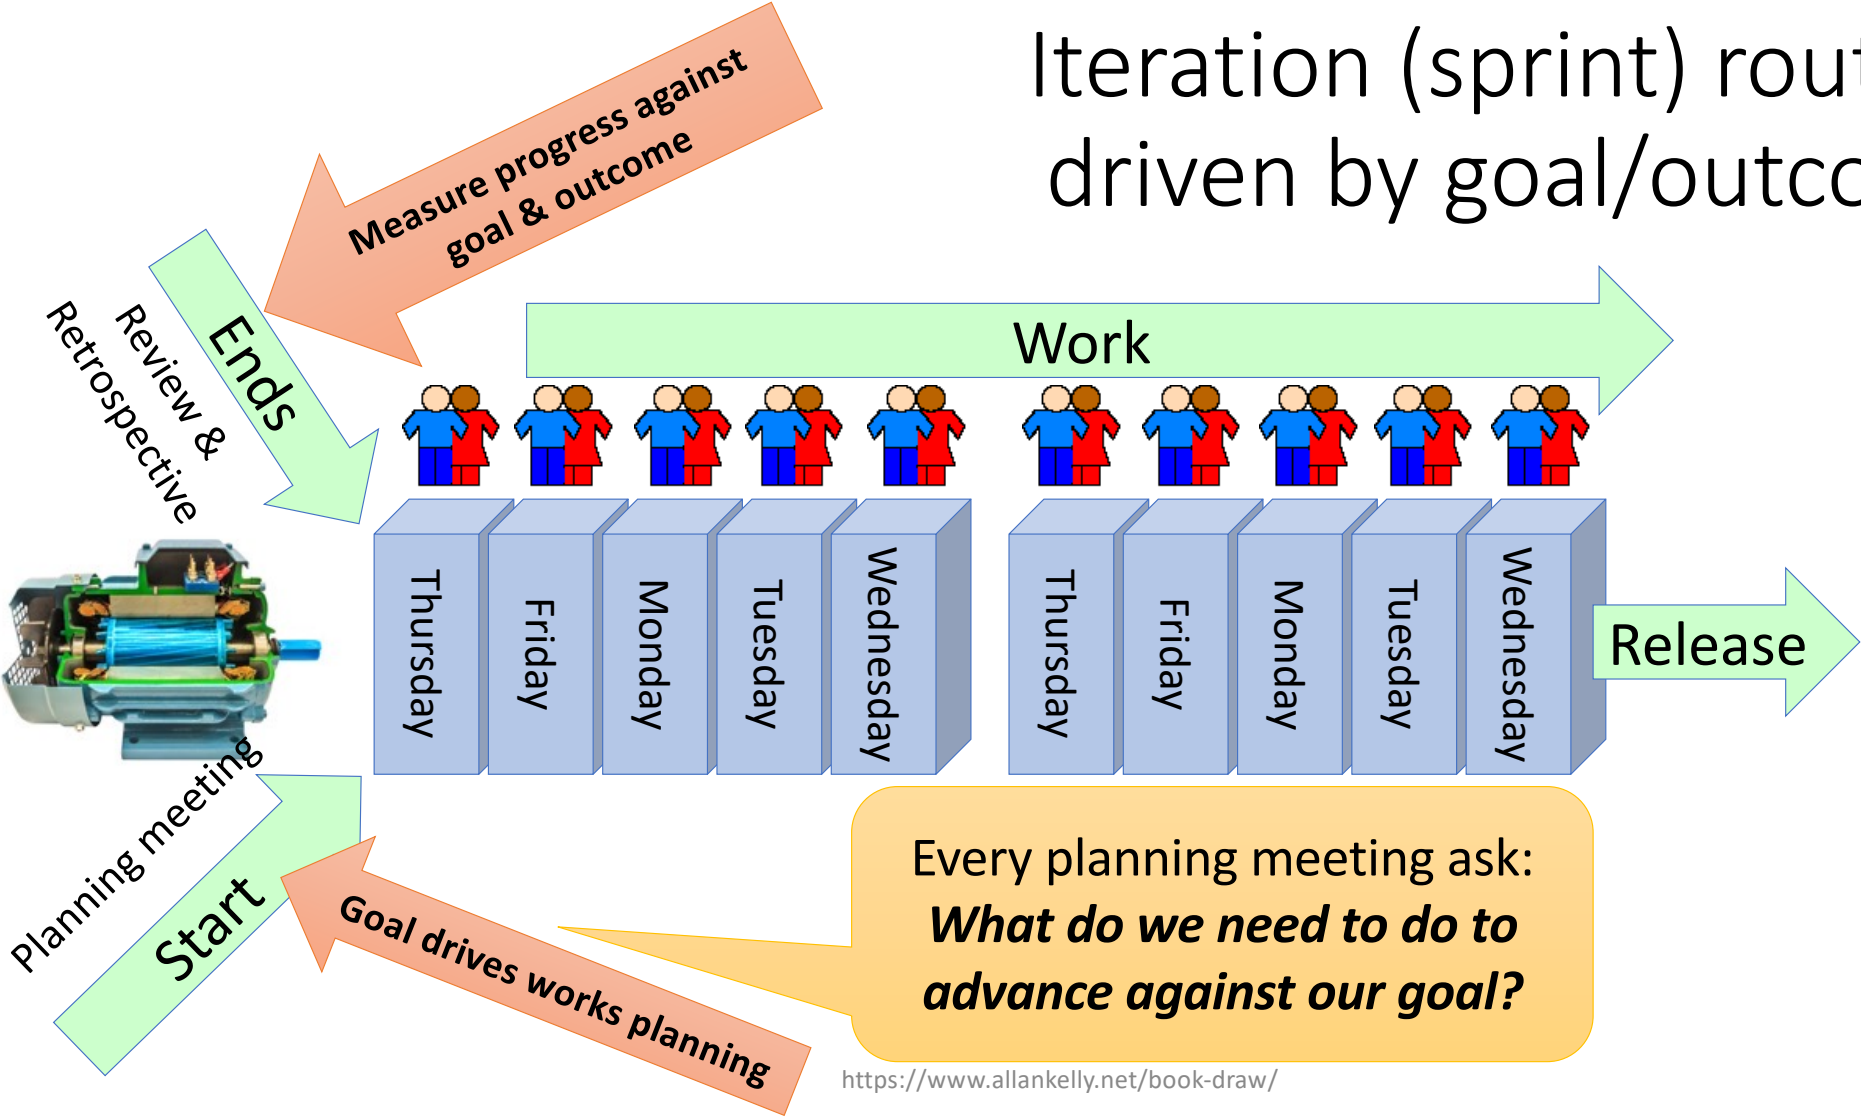 Iteration (sprint) rout
driven by goal/outco
Measure progress against
goal & outcome
Ends
Review &
Retrospective
Work
Thursday
Friday
Monday
Tuesday
Wednesday
Thursday
Friday
Monday
Tuesday
Wednesday
Release
Planning meeting
Start
Goal drives works planning
Every planning meeting ask:
What do we need to do to
advance against our goal?
https://www.allankelly.net/book-draw/